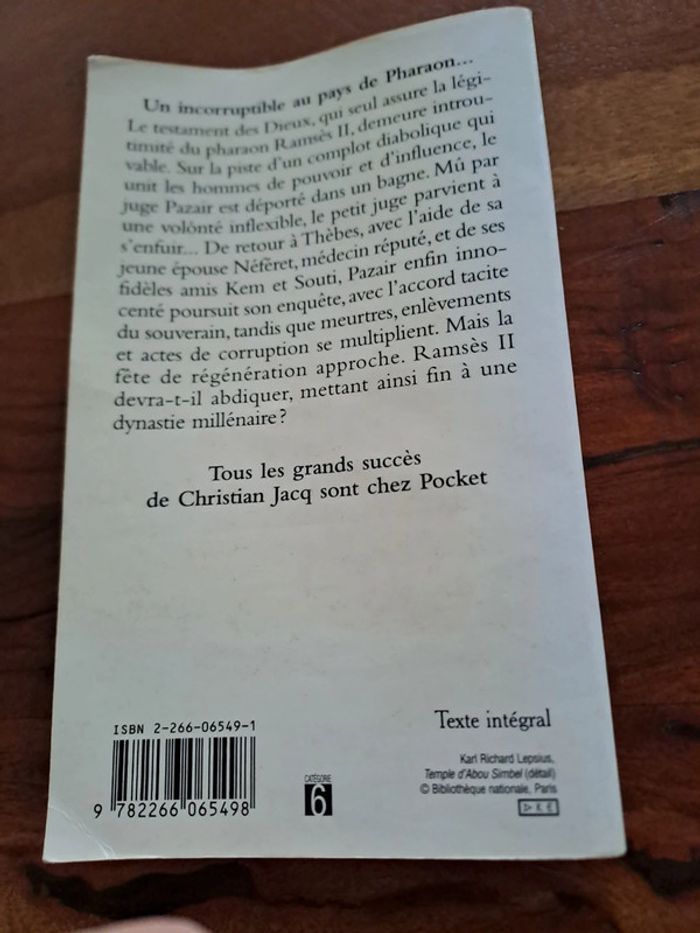 Un incorruptible au pays de Pharaon...
Le testament des Dieux, qui seul assure la légi-
timité du pharaon Ramsès II, demeure introu-
vable. Sur la piste d'un complot diabolique qui
unit les hommes de pouvoir et d'influence, le
juge Pazair est déporté dans un bagne. Mû par
une volonté inflexible, le petit juge parvient à
s'enfuir... De retour à Thèbes, avec l'aide de sa
jeune épouse Néféret, médecin réputé, et de ses
fidèles amis Kem et Souti, Pazair enfin inno-
centé poursuit son enquête, avec l'accord tacite
du souverain, tandis que meurtres, enlèvements
et actes de corruption se multiplient. Mais la
fête de régénération approche. Ramsès II
devra-t-il abdiquer, mettant ainsi fin à une
dynastie millénaire ?
Tous les grands succès
de Christian Jacq sont chez Pocket
ISBN 2-266-06549-1
9 782266 065498
CATÉGORIE
6
Texte intégral
Karl Richard Lepsius,
Temple d'Abou Simbel (détail)
© Bibliothèque nationale, Paris